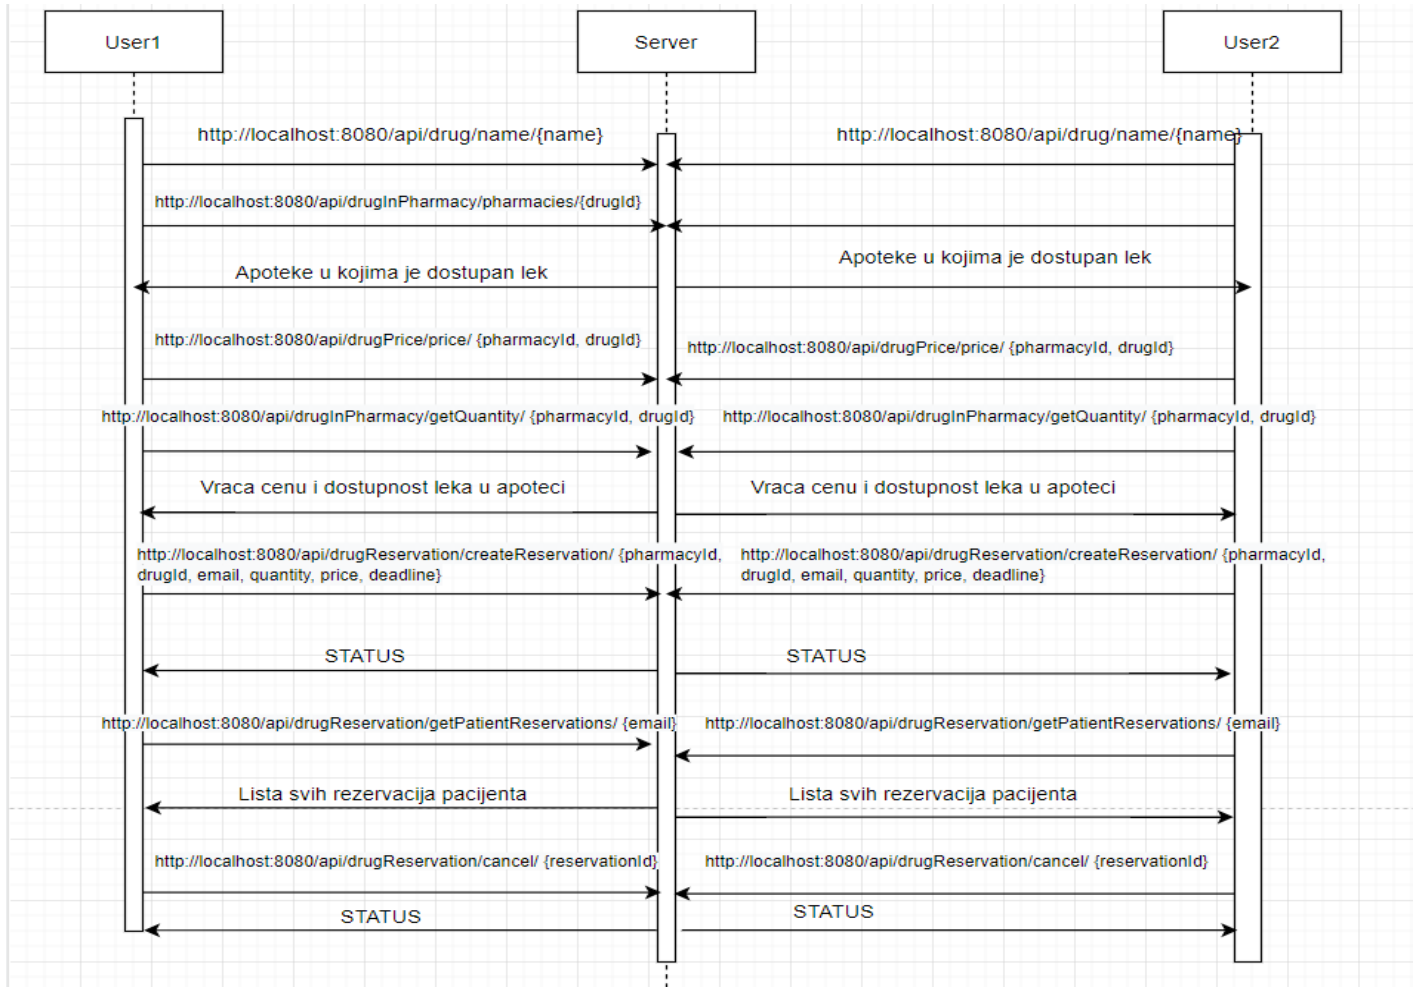 User1
Server
User2
http://localhost:8080/api/drug/name/{name}
http://localhost:8080/api/drug/name/{name}
http://localhost:8080/api/drugInPharmacy/pharmacies/{drugId}
Apoteke u kojima je dostupan lek
Apoteke u kojima je dostupan lek
http://localhost:8080/api/drugPrice/price/ {pharmacyId, drugId}
http://localhost:8080/api/drugPrice/price/ {pharmacyId, drugId}
http://localhost:8080/api/drugInPharmacy/getQuantity/ {pharmacyId, drugId}
http://localhost:8080/api/drugInPharmacy/getQuantity/ {pharmacyId, drugId}
Vraca cenu i dostupnost leka u apoteci
Vraca cenu i dostupnost leka u apoteci
http://localhost:8080/api/drugReservation/createReservation/ {pharmacyId,
drugId, email, quantity, price, deadline}
http://localhost:8080/api/drugReservation/createReservation/ {pharmacyId,
drugId, email, quantity, price, deadline}
STATUS
STATUS
http://localhost:8080/api/drugReservation/getPatientReservations/ {email}
http://localhost:8080/api/drugReservation/getPatientReservations/ {email}
Lista svih rezervacija pacijenta
Lista svih rezervacija pacijenta
http://localhost:8080/api/drugReservation/cancel/ {reservationId}
http://localhost:8080/api/drugReservation/cancel/ {reservationId}
STATUS
STATUS